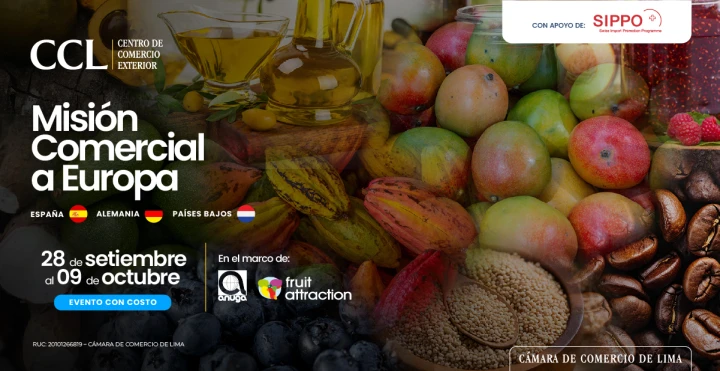 CCL
CENTRO DE
COMERCIO
EXTERIOR
CON APOYO DE:
SIPPO
Swiss Import Promotion Programme
Misión
Comercial
a Europa
ESPAÑA
ALEMANIA
PAÍSES BAJOS
28 de setiembre
al 09 de octubre
EVENTO CON COSTO
En el marco de:
anuga
fruit
attraction
RUC: 20101266819 – CÁMARA DE COMERCIO DE LIMA
CÁMARA DE COMERCIO DE LIMA